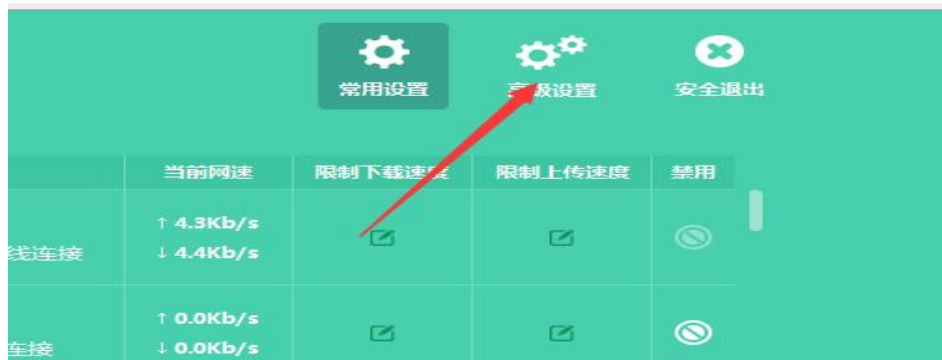 常用设置 高级设置 安全退出
当前网速 限制下载速度 限制上传速度 禁用
↑ 4.3Kb/s
线连接 ↓ 4.4Kb/s
↑ 0.0Kb/s
连接 ↓ 0.0Kb/s